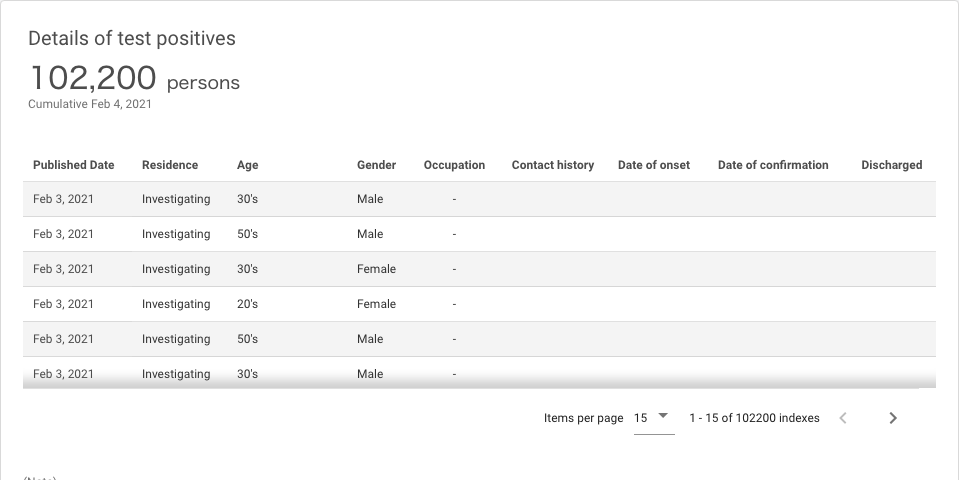 Details of test positives
102,200 persons
Cumulative Feb 4, 2021
Published Date Residence Age Gender Occupation Contact history Date of onset Date of confirmation Discharged
Feb 3, 2021 Investigating 30's Male -
Feb 3, 2021 Investigating 50's Male -
Feb 3, 2021 Investigating 30's Female -
Feb 3, 2021 Investigating 20's Female -
Feb 3, 2021 Investigating 50's Male -
Feb 3, 2021 Investigating 30's Male -
Items per page 15 1 - 15 of 102200 indexes
(Note)